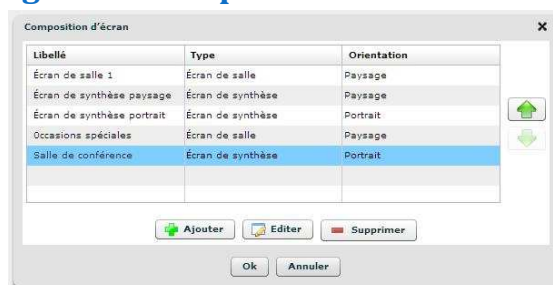 Composition d'écran
Libellé Type Orientation
Écran de salle 1 Écran de salle Paysage
Écran de synthèse paysage Écran de synthèse Paysage
Écran de synthèse portrait Écran de synthèse Portrait
Occasions spéciales Écran de salle Paysage
Salle de conférence Écran de synthèse Portrait
Ajouter Editer Supprimer
Ok Annuler